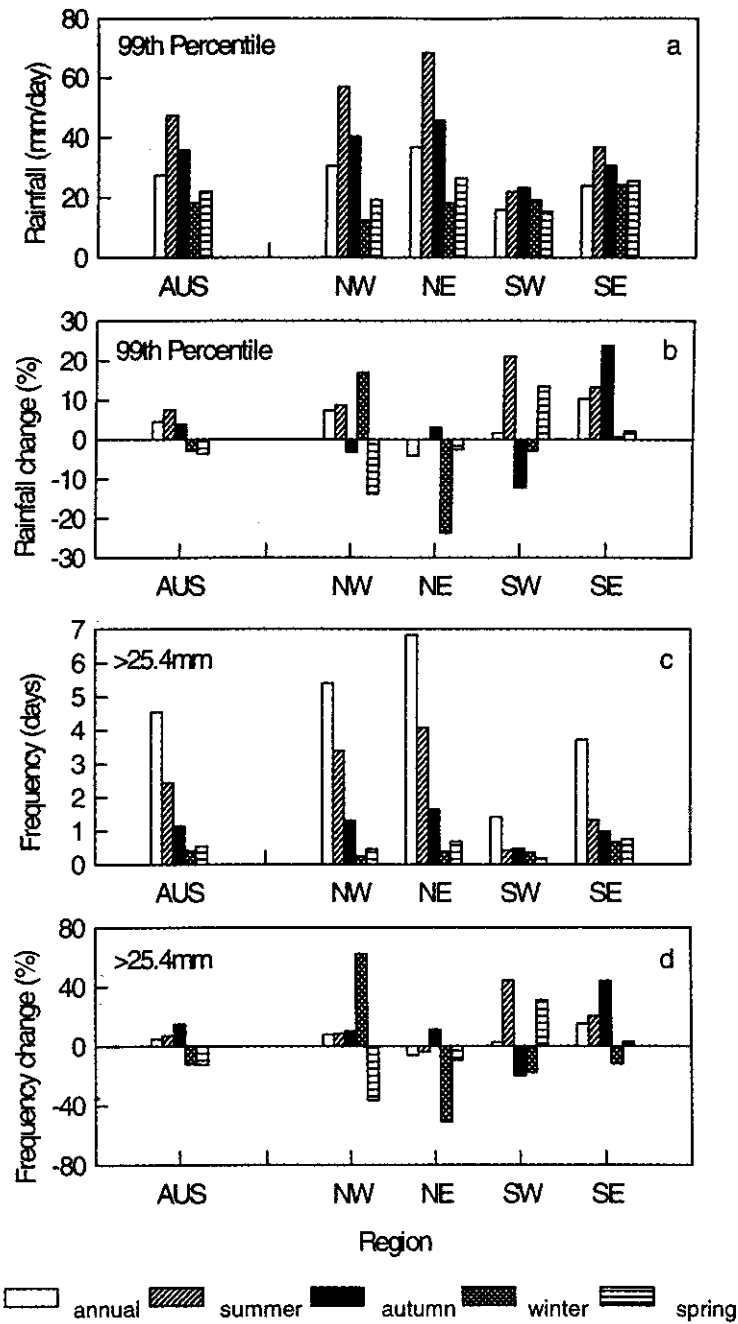 80
60
40
20
0
Rainfall (mm/day)
99th Percentile
a
AUS NW NE SW SE
30
20
10
0
-10
-20
-30
Rainfall change (%)
99th Percentile
b
AUS NW NE SW SE
7
6
5
4
3
2
1
0
Frequency (days)
>25.4mm
c
AUS NW NE SW SE
80
40
0
-40
-80
Frequency change (%)
>25.4mm
d
AUS NW NE SW SE
Region
annual summer autumn winter spring